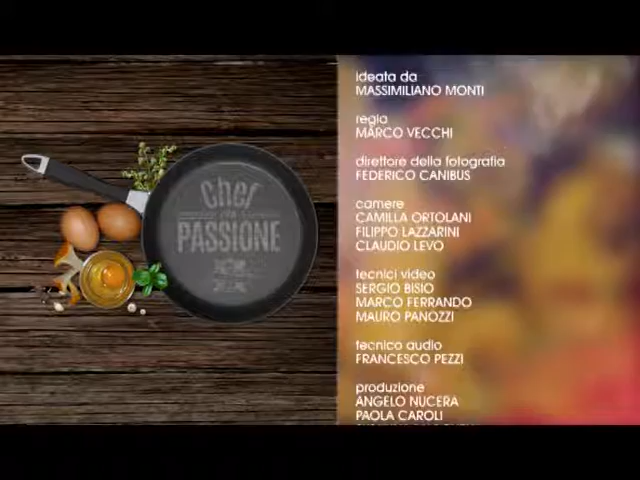 Chef
PER
PASSIONE
ideata da
MASSIMILIANO MONTI
regia
MARCO VECCHI
direttore della fotografia
FEDERICO CANIBUS
camere
CAMILLA ORTOLANI
FILIPPO LAZZARINI
CLAUDIO LEVO
tecnici video
SERGIO BISIO
MARCO FERRANDO
MAURO PANOZZI
tecnico audio
FRANCESCO PEZZI
produzione
ANGELO NUCERA
PAOLA CAROLI